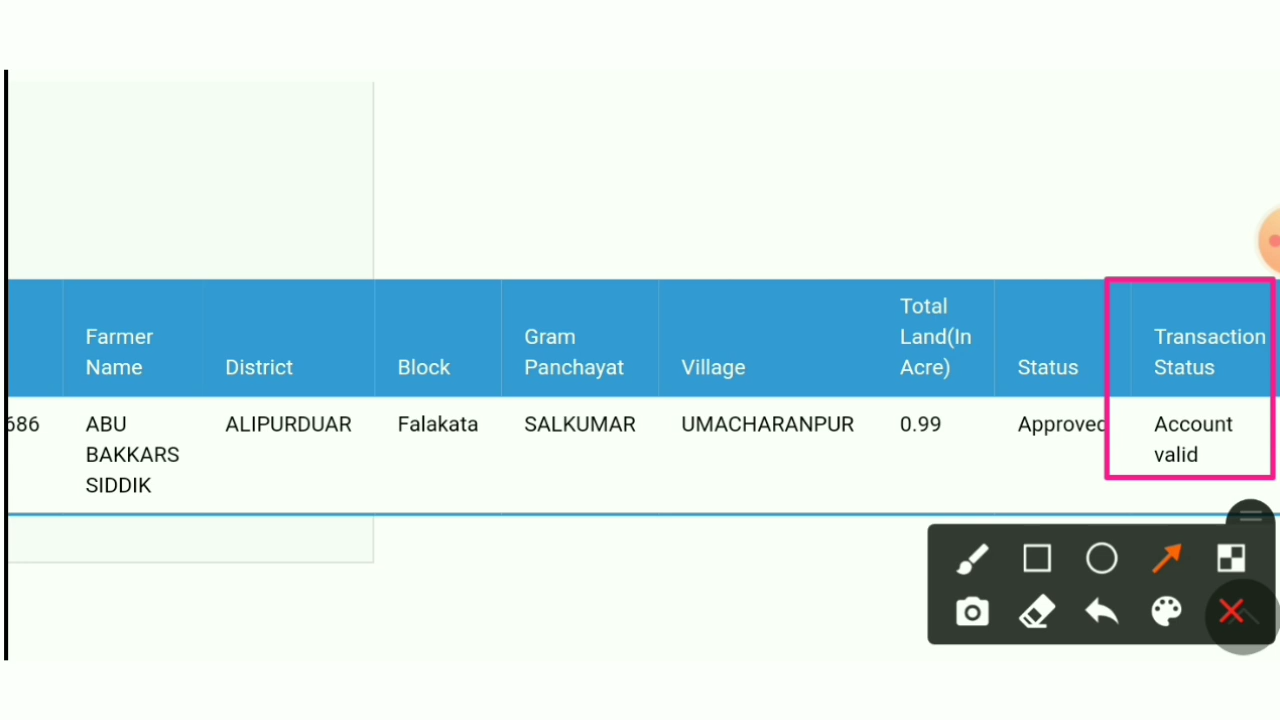 Farmer Name
District
Block
Gram Panchayat
Village
Total Land(In Acre)
Status
Transaction Status
686
ABU BAKKARS SIDDIK
ALIPURDUAR
Falakata
SALKUMAR
UMACHARANPUR
0.99
Approved
Account valid